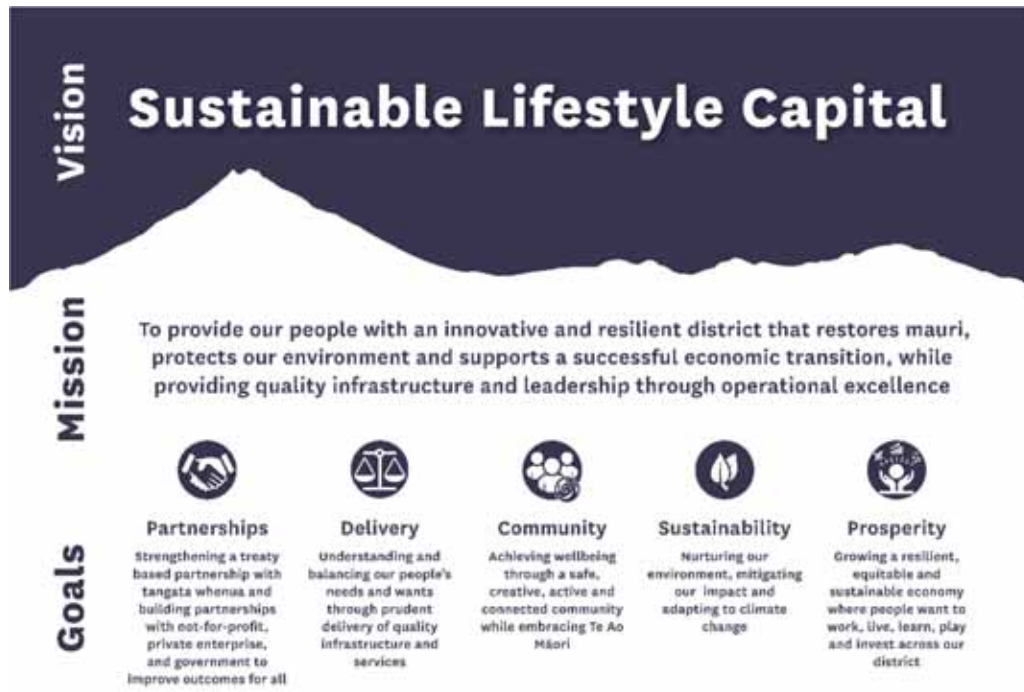 Vision
Sustainable Lifestyle Capital
Mission
To provide our people with an innovative and resilient district that restores mauri,
protects our environment and supports a successful economic transition, while
providing quality infrastructure and leadership through operational excellence
Goals
Partnerships
Strengthening a treaty
based partnership with
tangata whenua and
building partnerships
with not-for-profit,
private enterprise,
and government to
improve outcomes for all
Delivery
Understanding and
balancing our people's
needs and wants
through prudent
delivery of quality
infrastructure and
services
Community
Achieving wellbeing
through a safe,
creative, active and
connected community
while embracing Te Ao
Māori
Sustainability
Nurturing our
environment, mitigating
our impact and
adapting to climate
change
Prosperity
Growing a resilient,
equitable and
sustainable economy
where people want to
work, live, learn, play
and invest across our
district